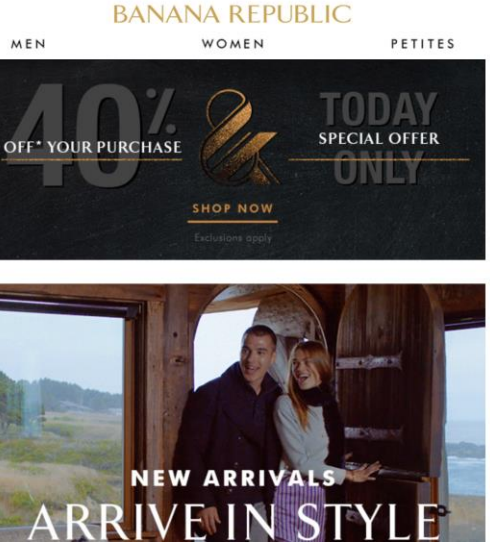 BANANA REPUBLIC
MEN WOMEN PETITES
40%
OFF* YOUR PURCHASE
&
TODAY
SPECIAL OFFER
ONLY
SHOP NOW
Exclusions apply
NEW ARRIVALS
ARRIVE IN STYLE